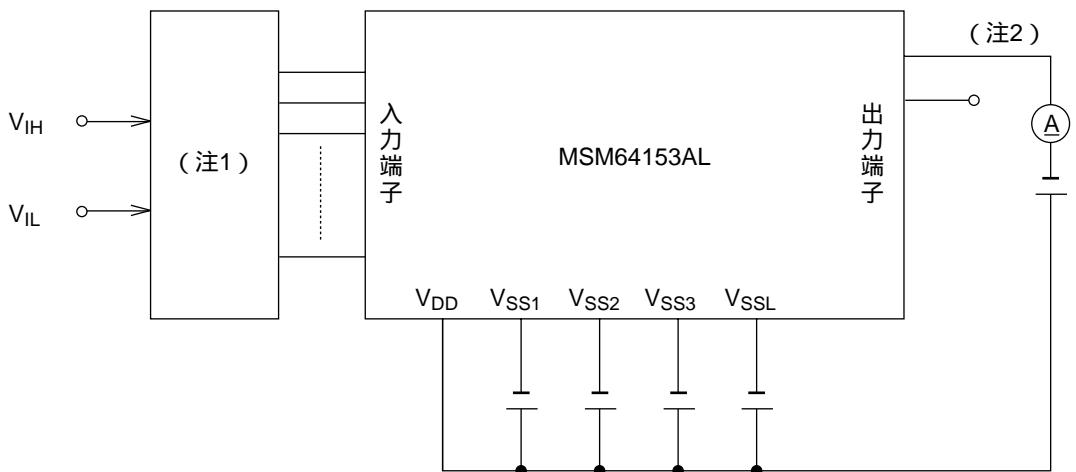 (注2)
VIH
VIL
(注1)
入力端子
MSM64153AL
出力端子
A
VDD
VSS1
VSS2
VSS3
VSSL